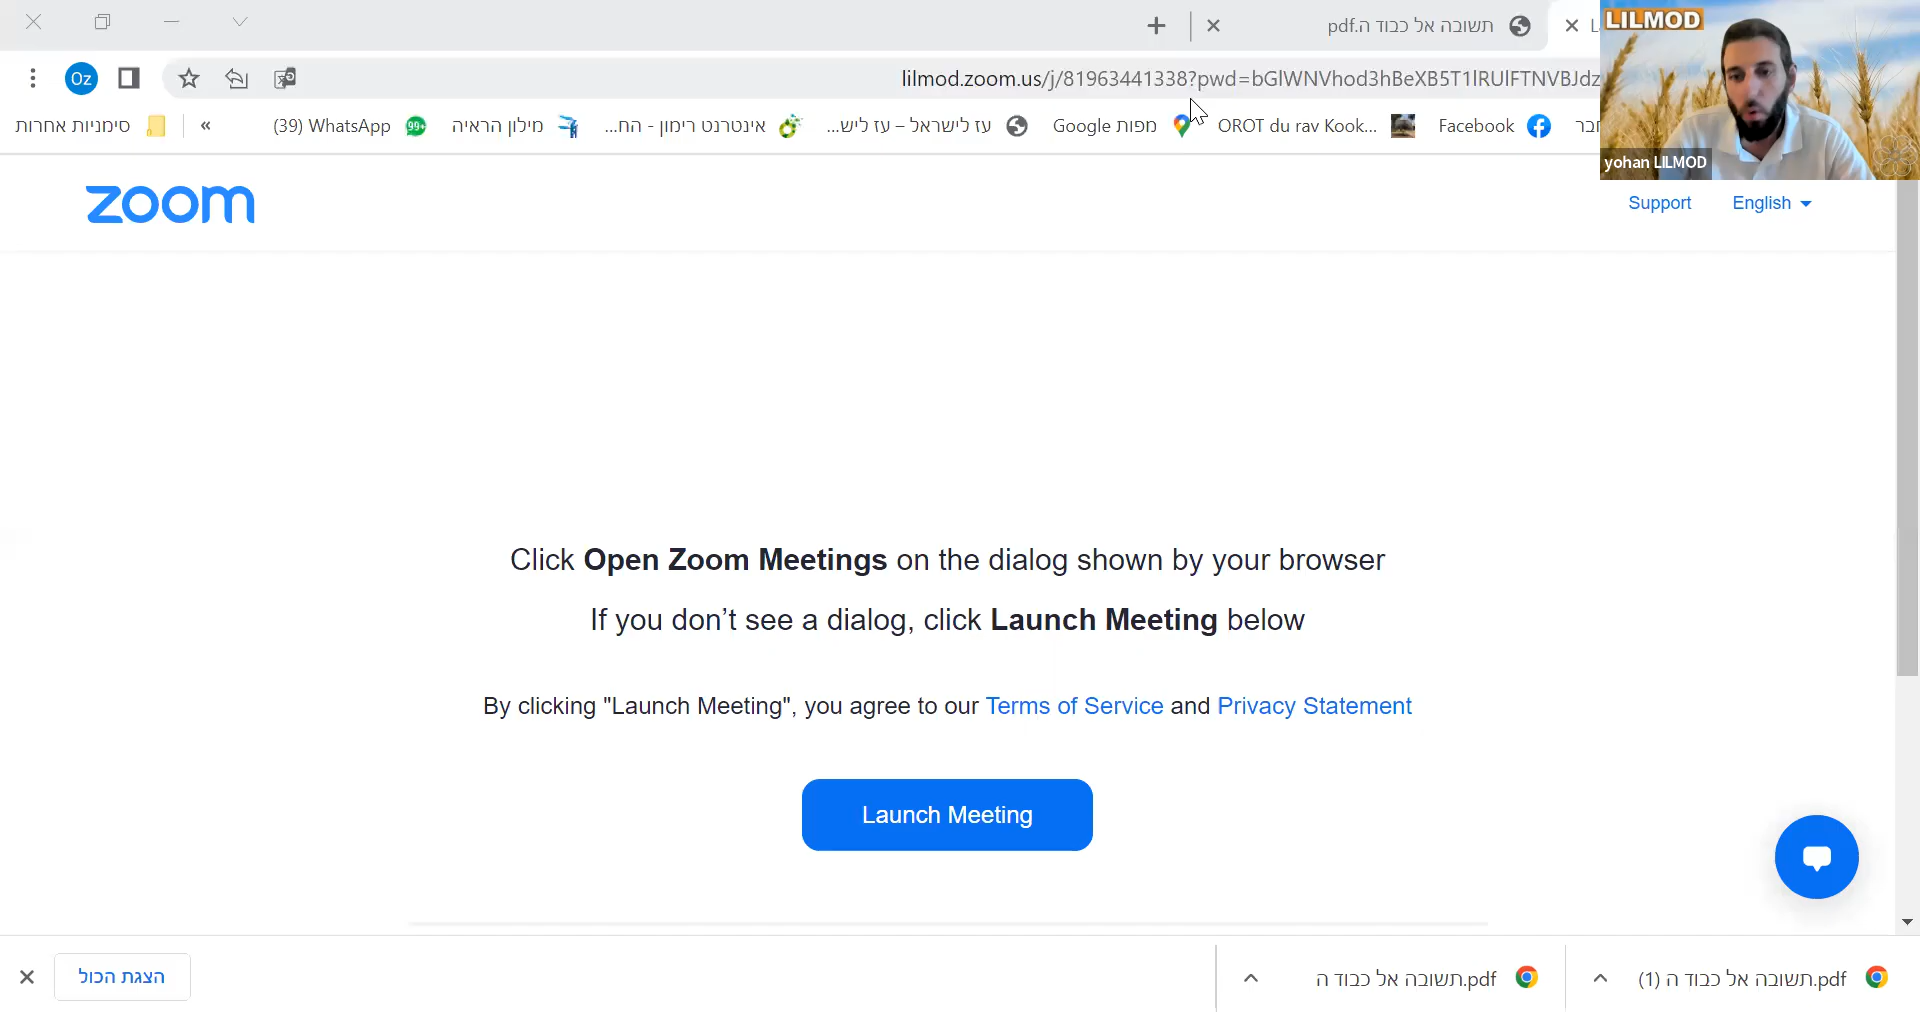 תשובה אל כבוד ה.pdf
lilmod.zoom.us/j/81963441338?pwd=bGlWNVhod3hBeXB5T1lRUlFTNVBJdz
Facebook
OROT du rav Kook...
מפות Google
עז לישראל – עז ליש...
אינטרנט רימון - הח...
מילון הראיה
(39) WhatsApp
99+
»
סימניות אחרות
Oz
LILMOD
yohan LILMOD
zoom
Support
English
Click Open Zoom Meetings on the dialog shown by your browser
If you don’t see a dialog, click Launch Meeting below
By clicking "Launch Meeting", you agree to our Terms of Service and Privacy Statement
Launch Meeting
תשובה אל כבוד ה (1).pdf
תשובה אל כבוד ה.pdf
הצגת הכול